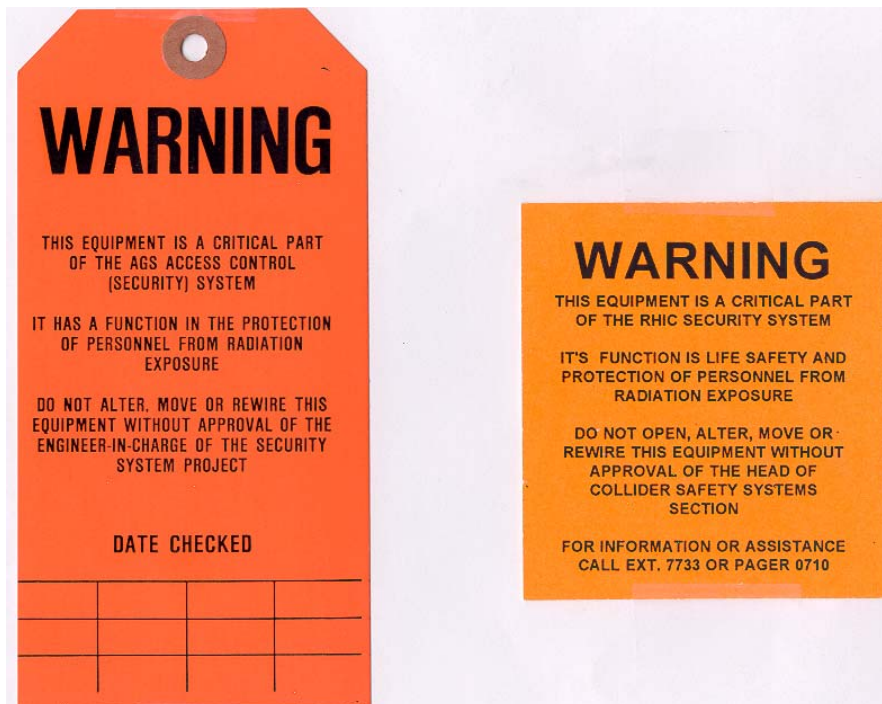 WARNING
THIS EQUIPMENT IS A CRITICAL PART
OF THE AGS ACCESS CONTROL
(SECURITY) SYSTEM
IT HAS A FUNCTION IN THE PROTECTION
OF PERSONNEL FROM RADIATION
EXPOSURE
DO NOT ALTER, MOVE OR REWIRE THIS
EQUIPMENT WITHOUT APPROVAL OF THE
ENGINEER-IN-CHARGE OF THE SECURITY
SYSTEM PROJECT
DATE CHECKED
WARNING
THIS EQUIPMENT IS A CRITICAL PART
OF THE RHIC SECURITY SYSTEM
IT'S FUNCTION IS LIFE SAFETY AND
PROTECTION OF PERSONNEL FROM
RADIATION EXPOSURE
DO NOT OPEN, ALTER, MOVE OR
REWIRE THIS EQUIPMENT WITHOUT
APPROVAL OF THE HEAD OF
COLLIDER SAFETY SYSTEMS
SECTION
FOR INFORMATION OR ASSISTANCE
CALL EXT. 7733 OR PAGER 0710